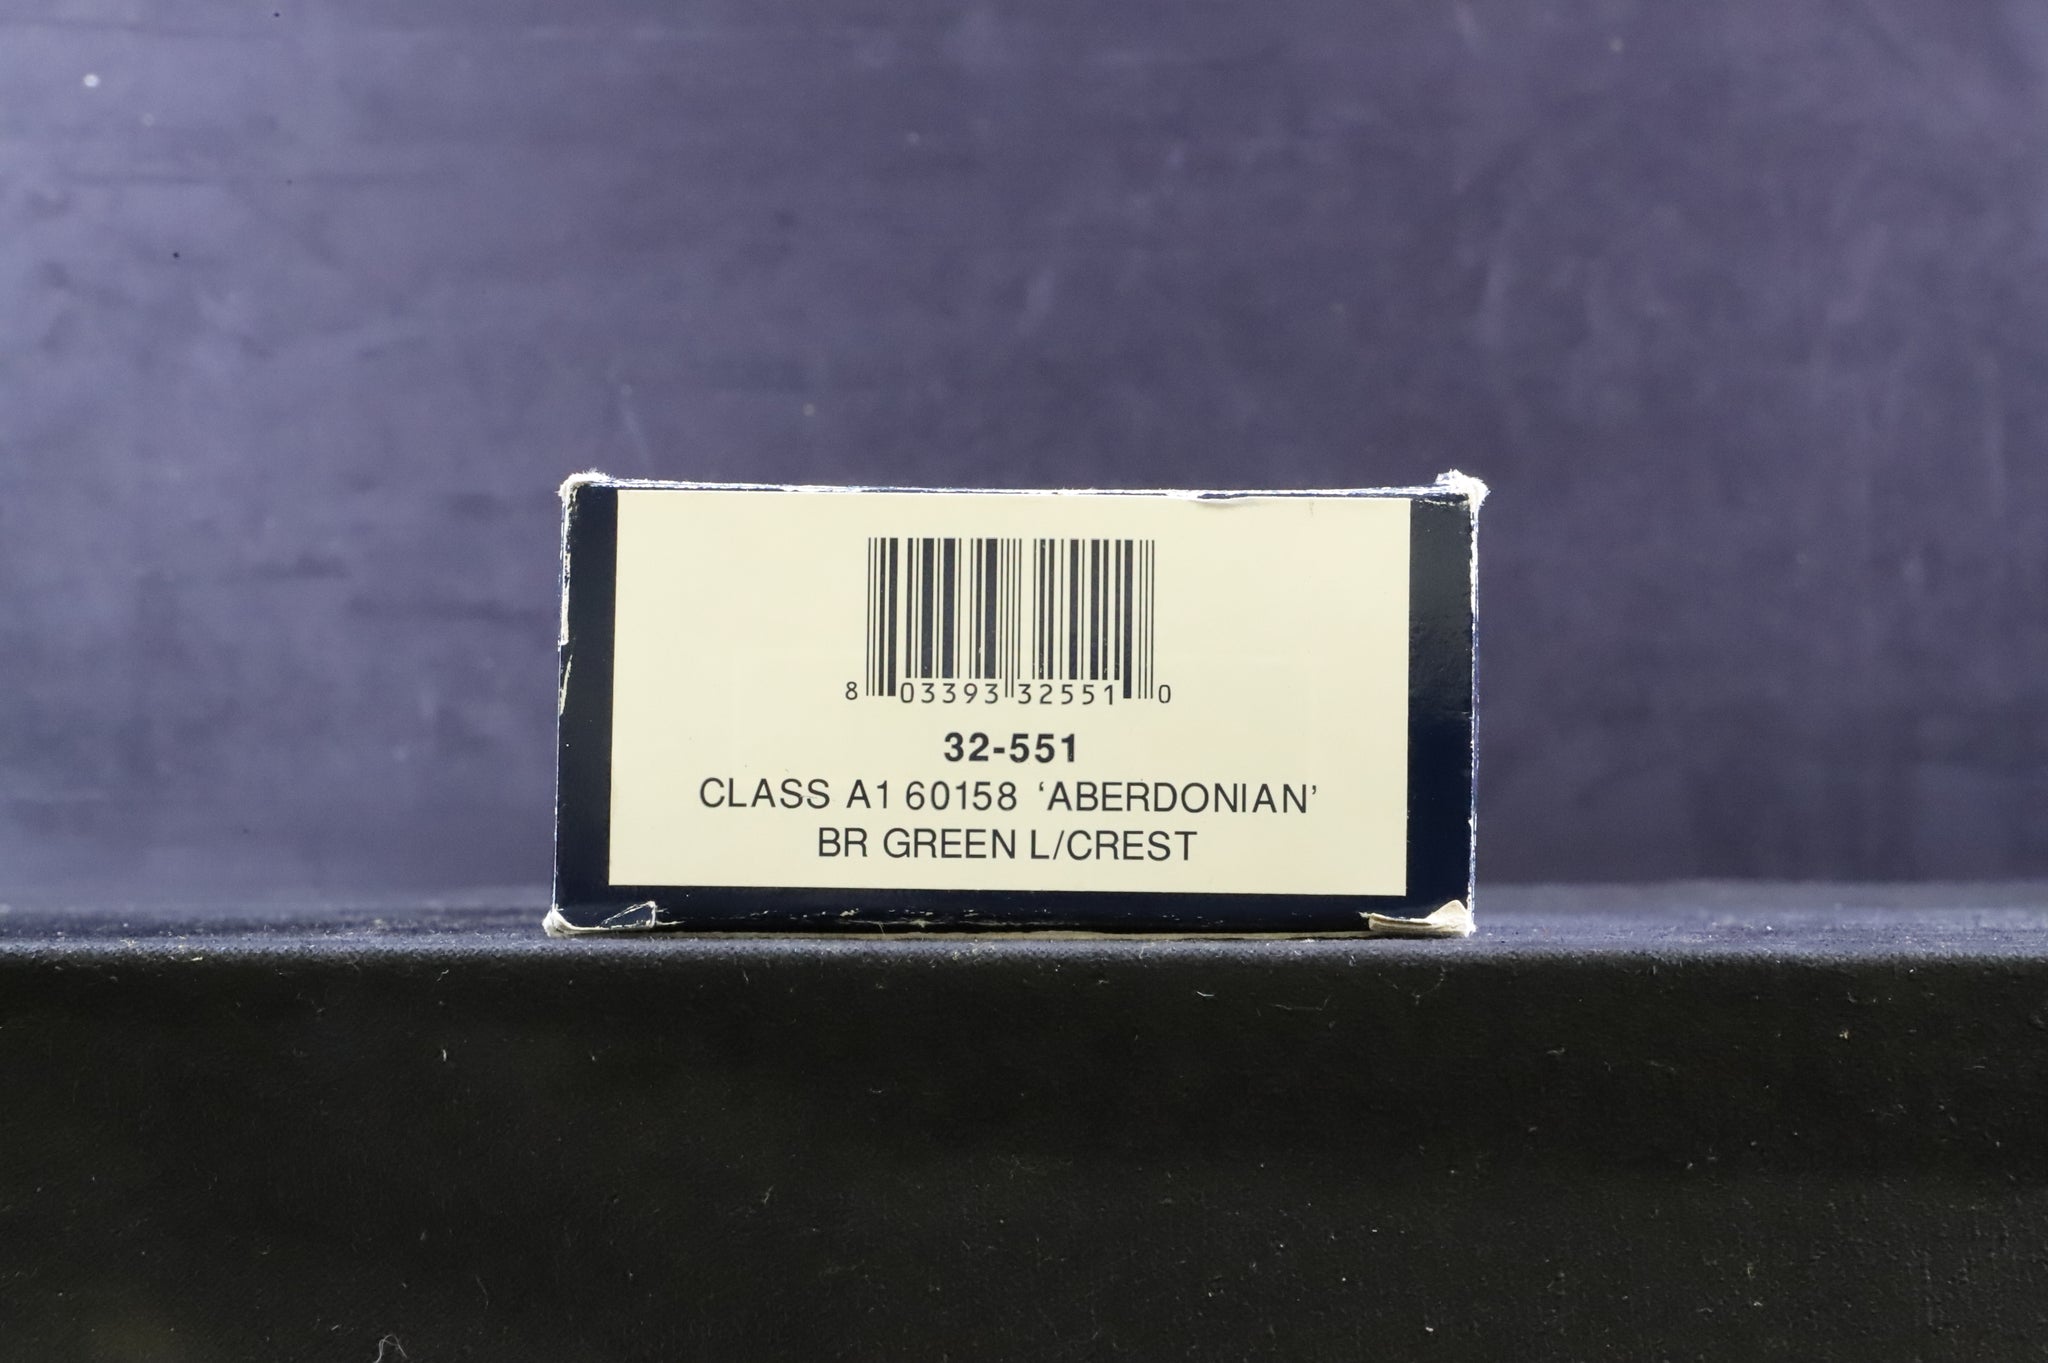 8 03393 32551 0
32-551
CLASS A1 60158 ‘ABERDONIAN’
BR GREEN L/CREST